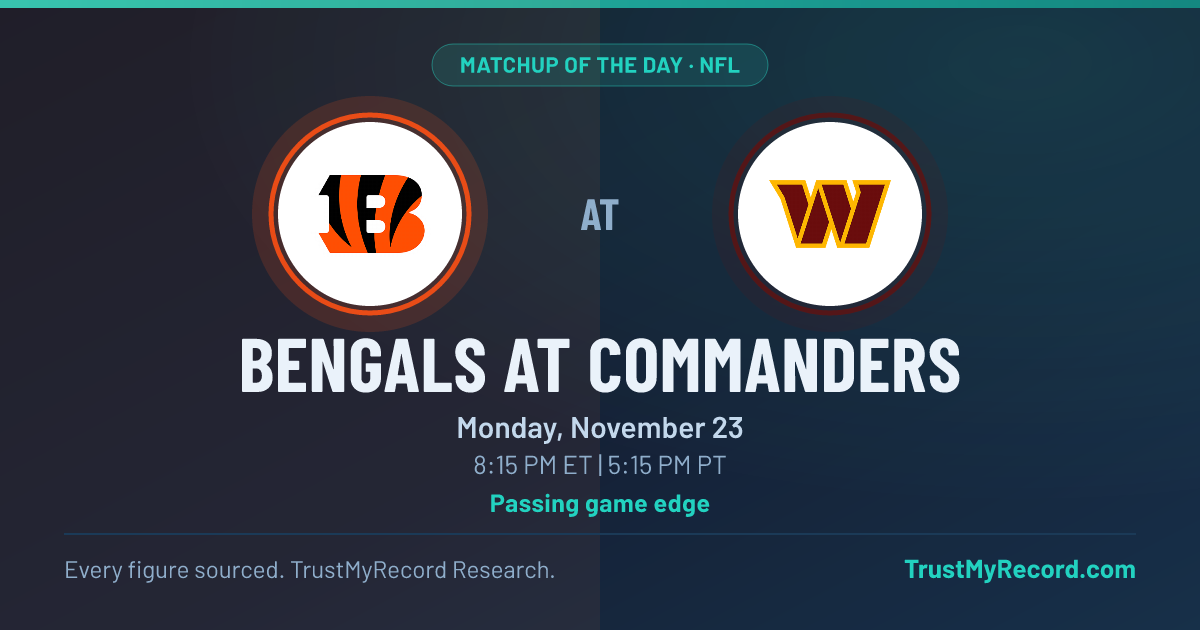 MATCHUP OF THE DAY · NFL
B
AT
W
BENGALS AT COMMANDERS
Monday, November 23
8:15 PM ET | 5:15 PM PT
Passing game edge
Every figure sourced. TrustMyRecord Research.
TrustMyRecord.com